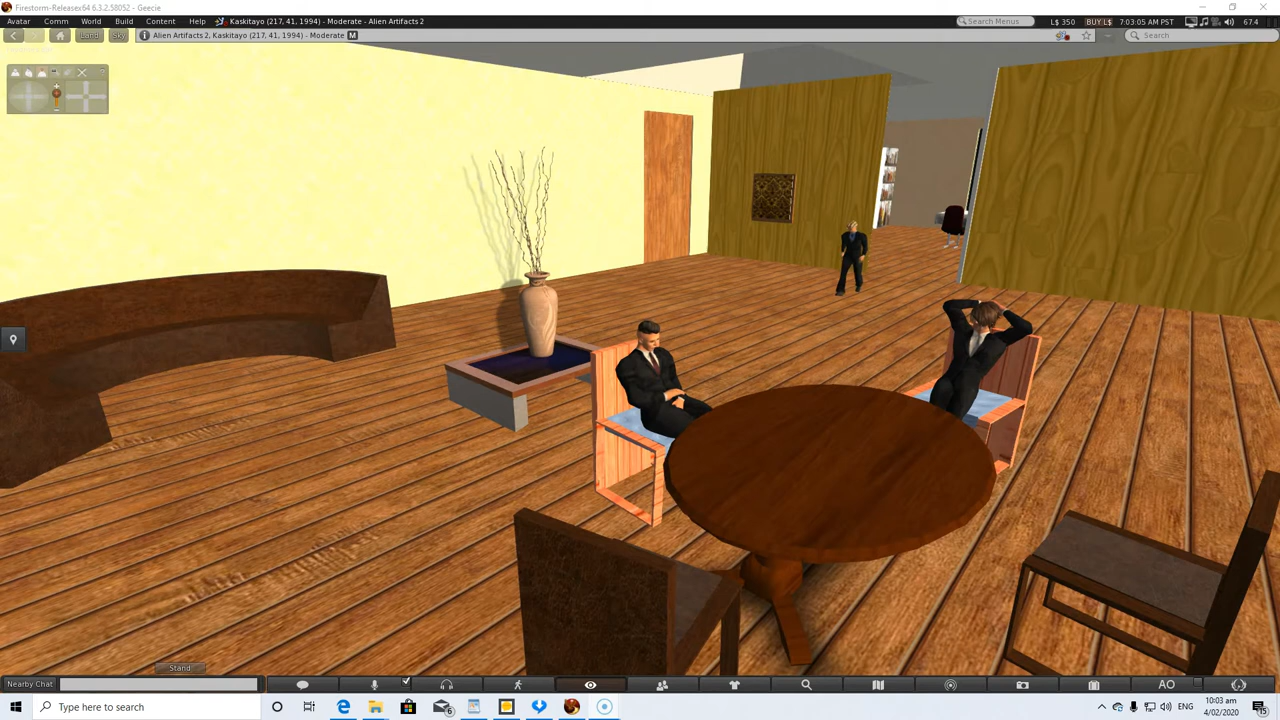 Firestorm-Releasex64 6.3.2.58052 - Geecie
Avatar Comm World Build Content Help Kaskitayo (217, 41, 1994) - Moderate - Alien Artifacts 2 Search Menus L$ 350 BUY L$ 7:03:05 AM PST 67.4
Land Sky Alien Artifacts 2, Kaskitayo (217, 41, 1994) - Moderate M Search
Stand
Nearby Chat AO
Type here to search 6 ENG 10:03 am
4/02/2020 15